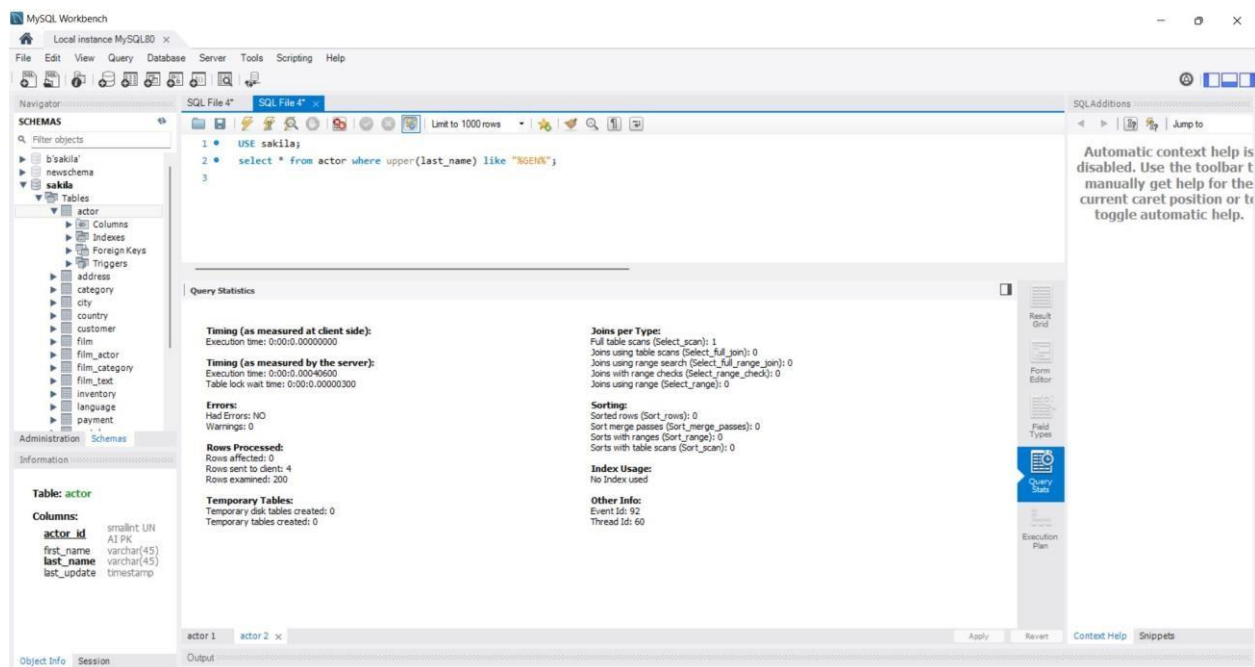 MySQL Workbench
Local instance MySQL80 ×
File Edit View Query Database Server Tools Scripting Help
Navigator
SCHEMAS
Filter objects
b'sakila'
newschema
sakila
Tables
actor
Columns
Indexes
Foreign Keys
Triggers
address
category
city
country
customer
film
film_actor
film_category
film_text
inventory
language
payment
Administration Schemas
Information
Table: actor
Columns:
actor_id smallint UN
AI PK
first_name varchar(45)
last_name varchar(45)
last_update timestamp
Object Info Session
SQL File 4* SQL File 4* ×
Limit to 1000 rows
1 USE sakila;
2 select * from actor where upper(last_name) like "%GEN%";
3
Query Statistics
Timing (as measured at client side):
Execution time: 0:00:0.00000000
Timing (as measured by the server):
Execution time: 0:00:0.00040600
Table lock wait time: 0:00:0.00000300
Errors:
Had Errors: NO
Warnings: 0
Rows Processed:
Rows affected: 0
Rows sent to client: 4
Rows examined: 200
Temporary Tables:
Temporary disk tables created: 0
Temporary tables created: 0
Joins per Type:
Full table scans (Select_scan): 1
Joins using table scans (Select_full_join): 0
Joins using range search (Select_full_range_join): 0
Joins with range checks (Select_range_check): 0
Joins using range (Select_range): 0
Sorting:
Sorted rows (Sort_rows): 0
Sort merge passes (Sort_merge_passes): 0
Sorts with ranges (Sort_range): 0
Sorts with table scans (Sort_scan): 0
Index Usage:
No Index used
Other Info:
Event Id: 92
Thread Id: 60
Result
Grid
Form
Editor
Field
Types
Query
Stats
Execution
Plan
actor 1 actor 2 × Apply Revert
Output
SQLAdditions
Jump to
Automatic context help is
disabled. Use the toolbar t
manually get help for the
current caret position or to
toggle automatic help.
Context Help Snippets